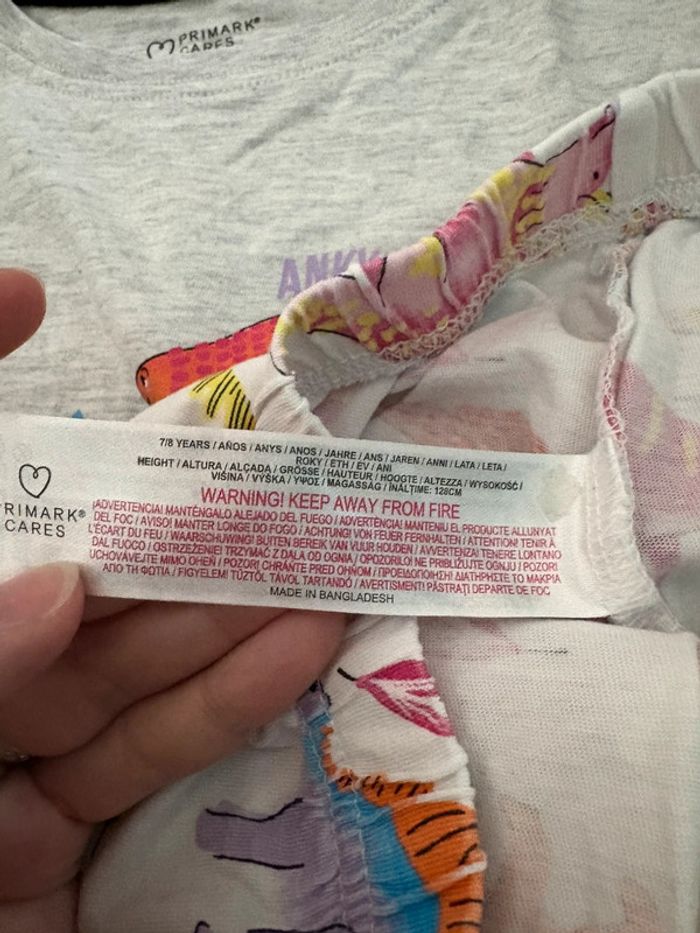 PRIMARK®
CARES
ANKY
7/8 YEARS / AÑOS / ANYS / ANOS / JAHRE / ANS / JAREN / ANNI / LATA / LETA /
ROKY / ETH / EV / ANI
HEIGHT / ALTURA / ALÇADA / GRÖSSE / HAUTEUR / HOOGTE / ALTEZZA / WYSOKOŚĆ /
VIŠINA / VÝŠKA / ΥΨΟΣ / MAGASSÁG / ÎNĂLŢIME: 128CM
RIMARK®
CARES
WARNING! KEEP AWAY FROM FIRE
¡ADVERTENCIA! MANTÉNGALO ALEJADO DEL FUEGO / ADVERTÈNCIA! MANTENIU EL PRODUCTE ALLUNYAT
DEL FOC / AVISO! MANTER LONGE DO FOGO / ACHTUNG! VON FEUER FERNHALTEN / ATTENTION! TENIR À
L'ÉCART DU FEU / WAARSCHUWING! BUITEN BEREIK VAN VUUR HOUDEN / AVVERTENZA! TENERE LONTANO
DAL FUOCO / OSTRZEŻENIE! TRZYMAĆ Z DALA OD OGNIA / OPOZORILO! NE PRIBLIŽUJTE OGNJU / POZOR!
UCHOVÁVEJTE MIMO OHEŇ / POZOR! CHRÁŇTE PRED OHŇOM / ΠΡΟΕΙΔΟΠΟΙΗΣΗ! ΔΙΑΤΗΡΗΣΤΕ ΤΟ ΜΑΚΡΙΑ
ΑΠΟ ΤΗ ΦΩΤΙΑ / FIGYELEM! TŰZTŐL TÁVOL TARTANDÓ / AVERTISMENT! PĂSTRAŢI DEPARTE DE FOC
MADE IN BANGLADESH